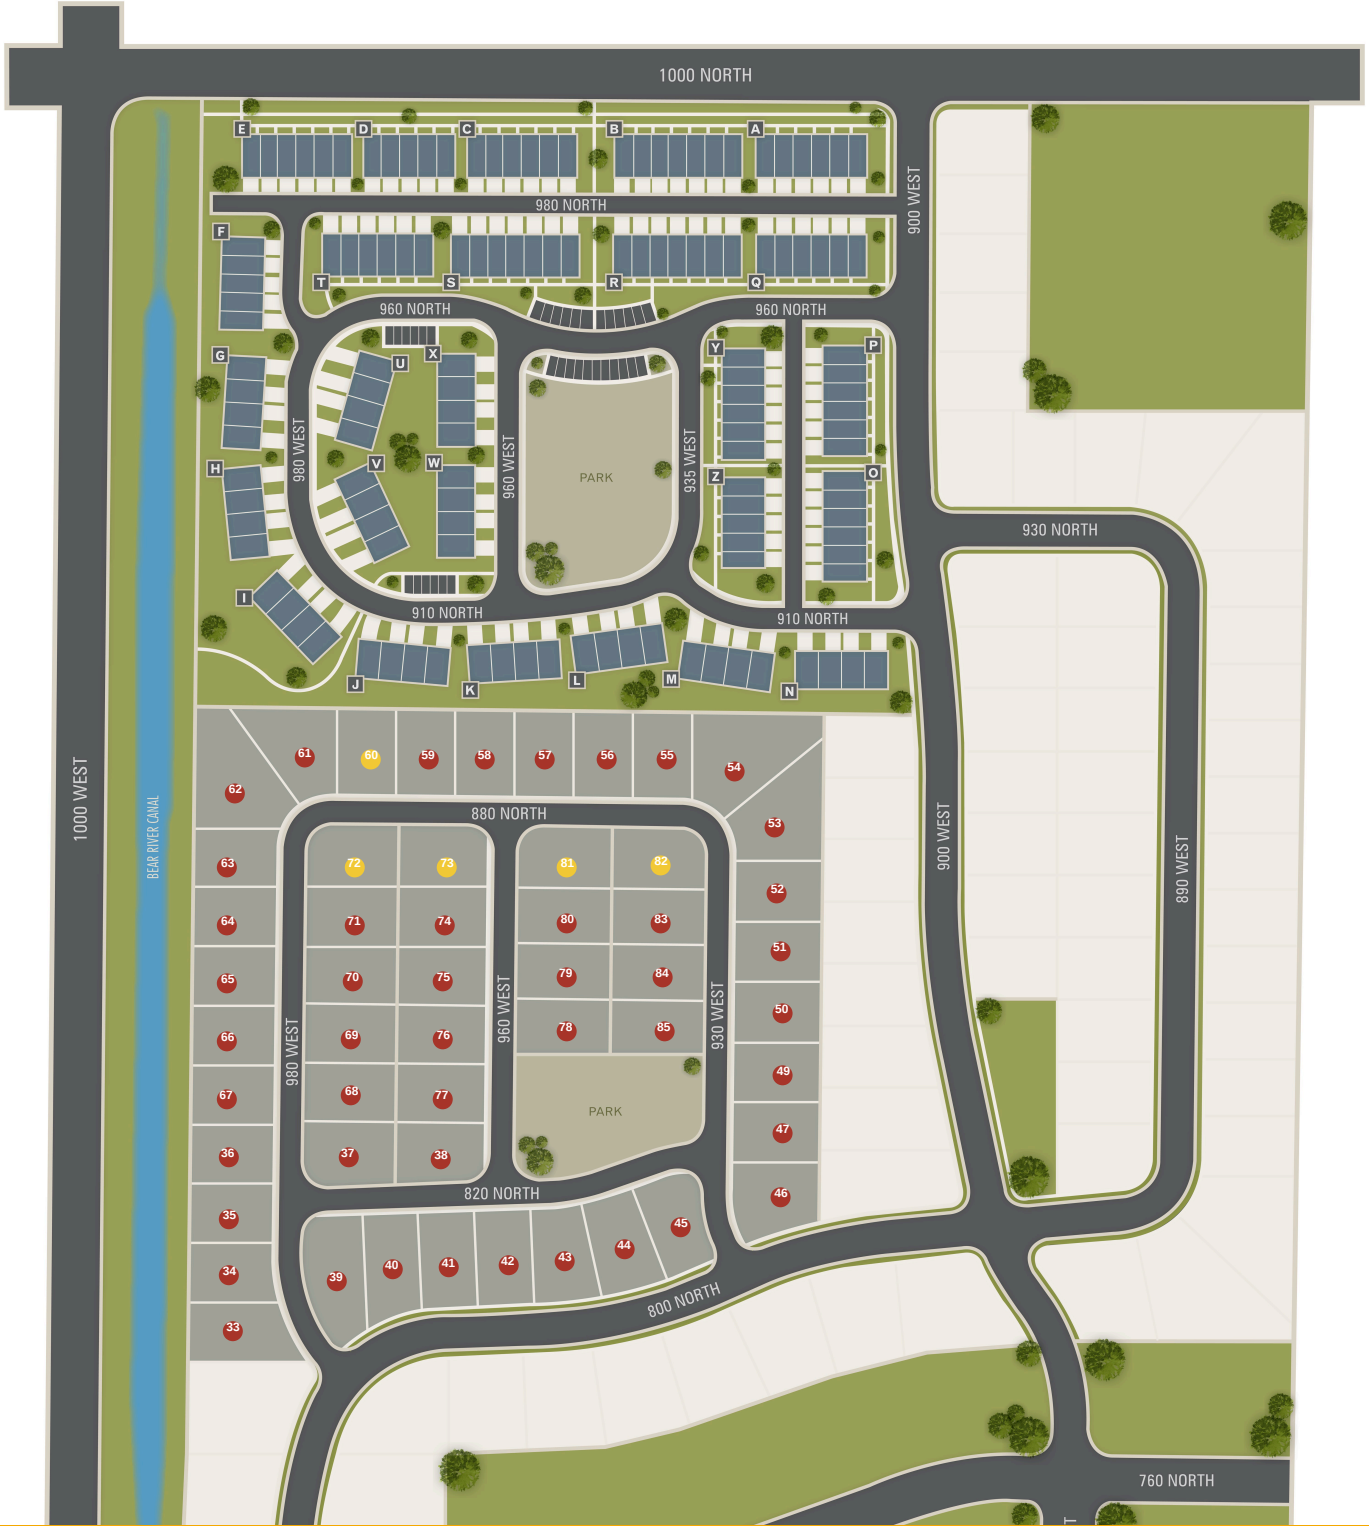 1000 NORTH
E
D
C
B
A
900 WEST
980 NORTH
F
T
S
R
Q
960 NORTH
960 NORTH
G
U
X
Y
P
980 WEST
960 WEST
935 WEST
PARK
H
V
W
Z
O
930 NORTH
I
910 NORTH
910 NORTH
J
K
L
M
N
1000 WEST
BEAR RIVER CANAL
61
60
59
58
57
56
55
54
62
880 NORTH
53
900 WEST
890 WEST
63
72
73
81
82
52
64
71
74
80
83
51
65
70
75
79
84
50
66
980 WEST
69
76
960 WEST
78
85
930 WEST
49
67
68
77
PARK
47
36
37
38
46
820 NORTH
35
45
34
39
40
41
42
43
44
33
800 NORTH
760 NORTH
T